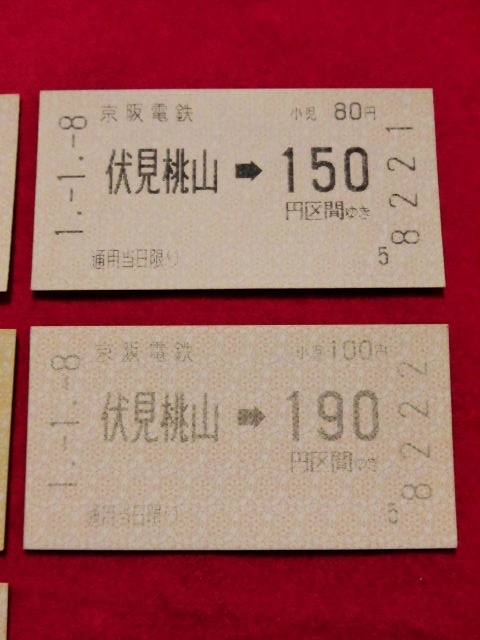 京阪電鉄 小児 80円
1.-1.-8
伏見桃山➡150
円区間ゆき
通用当日限り
5
8221
京阪電鉄 小児100円
1.-1.-8
伏見桃山➡190
円区間ゆき
通用当日限り
5
8222